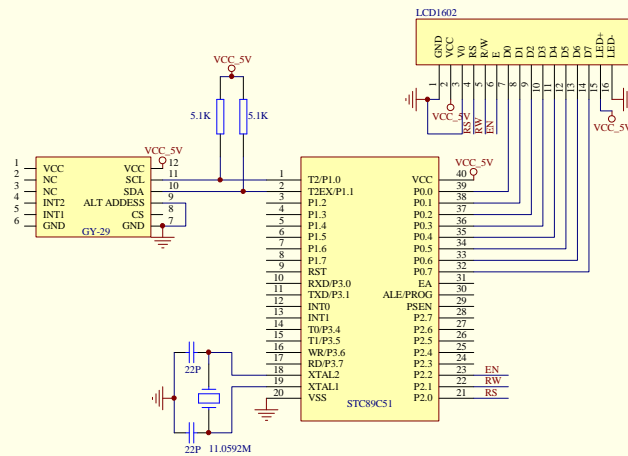 LCD1602
GND VCC V0 RS R/W E D0 D1 D2 D3 D4 D5 D6 D7 LED+ LED-
1 2 3 4 5 6 7 8 9 10 11 12 13 14 15 16
VCC_5V
RS RW EN
VCC_5V
VCC_5V
5.1K 5.1K
VCC_5V
1 VCC VCC 12
2 NC SCL 11
3 NC SDA 10
4 INT2 ALT ADDESS 9
5 INT1 CS 8
6 GND GND 7
GY-29
VCC_5V
1 T2/P1.0 VCC 40
2 T2EX/P1.1 P0.0 39
3 P1.2 P0.1 38
4 P1.3 P0.2 37
5 P1.4 P0.3 36
6 P1.5 P0.4 35
7 P1.6 P0.5 34
8 P1.7 P0.6 33
9 RST P0.7 32
10 RXD/P3.0 EA 31
11 TXD/P3.1 ALE/PROG 30
12 INT0 PSEN 29
13 INT1 P2.7 28
14 T0/P3.4 P2.6 27
15 T1/P3.5 P2.5 26
16 WR/P3.6 P2.4 25
17 RD/P3.7 P2.3 24
18 XTAL2 P2.2 23 EN
19 XTAL1 P2.1 22 RW
20 VSS P2.0 21 RS
STC89C51
22P
22P 11.0592M